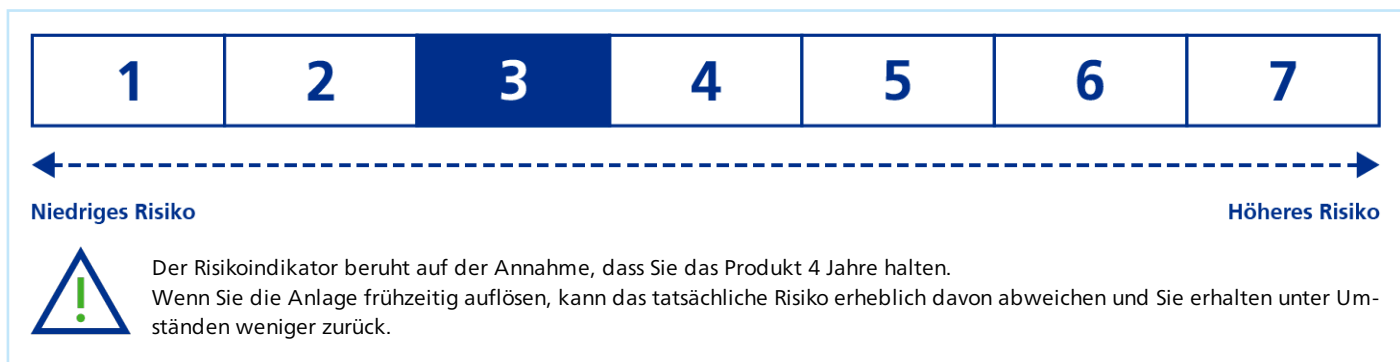 1 2 3 4 5 6 7
Niedriges Risiko Höheres Risiko
Der Risikoindikator beruht auf der Annahme, dass Sie das Produkt 4 Jahre halten.
Wenn Sie die Anlage frühzeitig auflösen, kann das tatsächliche Risiko erheblich davon abweichen und Sie erhalten unter Um-
ständen weniger zurück.